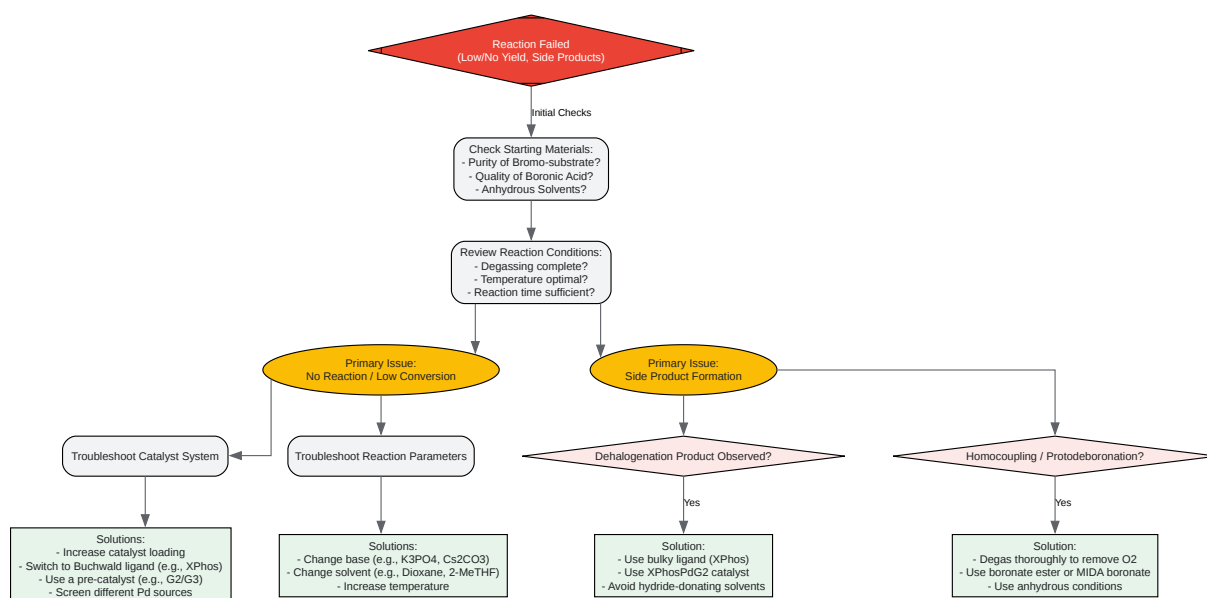 Reaction Failed
(Low/No Yield, Side Products)
Initial Checks
Check Starting Materials:
- Purity of Bromo-substrate?
- Quality of Boronic Acid?
- Anhydrous Solvents?
Review Reaction Conditions:
- Degassing complete?
- Temperature optimal?
- Reaction time sufficient?
Primary Issue:
No Reaction / Low Conversion
Primary Issue:
Side Product Formation
Troubleshoot Catalyst System
Troubleshoot Reaction Parameters
Dehalogenation Product Observed?
Homocoupling / Protodeboronation?
Yes
Yes
Solutions:
- Increase catalyst loading
- Switch to Buchwald ligand (e.g., XPhos)
- Use a pre-catalyst (e.g., G2/G3)
- Screen different Pd sources
Solutions:
- Change base (e.g., K3PO4, Cs2CO3)
- Change solvent (e.g., Dioxane, 2-MeTHF)
- Increase temperature
Solution:
- Use bulky ligand (XPhos)
- Use XPhosPdG2 catalyst
- Avoid hydride-donating solvents
Solution:
- Degas thoroughly to remove O2
- Use boronate ester or MIDA boronate
- Use anhydrous conditions